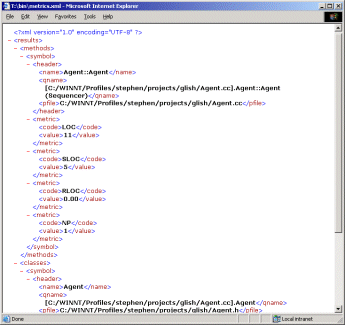 T:\bin\metrics.xml - Microsoft Internet Explorer
File Edit View Favorites Tools Help
<?xml version="1.0" encoding="UTF-8" ?>
- <results>
- <methods>
- <symbol>
- <header>
<name>Agent::Agent</name>
<qname>
[C:/WINNT/Profiles/stephen/projects/glish/Agent.cc].Agent::Agent
(Sequencer)</qname>
<pfile>C:/WINNT/Profiles/stephen/projects/glish/Agent.cc</pfile>
</header>
- <metric>
<code>LOC</code>
<value>11</value>
</metric>
- <metric>
<code>SLOC</code>
<value>5</value>
</metric>
- <metric>
<code>RLOC</code>
<value>0.00</value>
</metric>
- <metric>
<code>NP</code>
<value>1</value>
</metric>
</symbol>
</methods>
- <classes>
- <symbol>
- <header>
<name>Agent</name>
<qname>
[C:/WINNT/Profiles/stephen/projects/glish/Agent.cc].Agent</qname>
<pfile>C:/WINNT/Profiles/stephen/projects/glish/Agent.h</pfile>
Done Local intranet